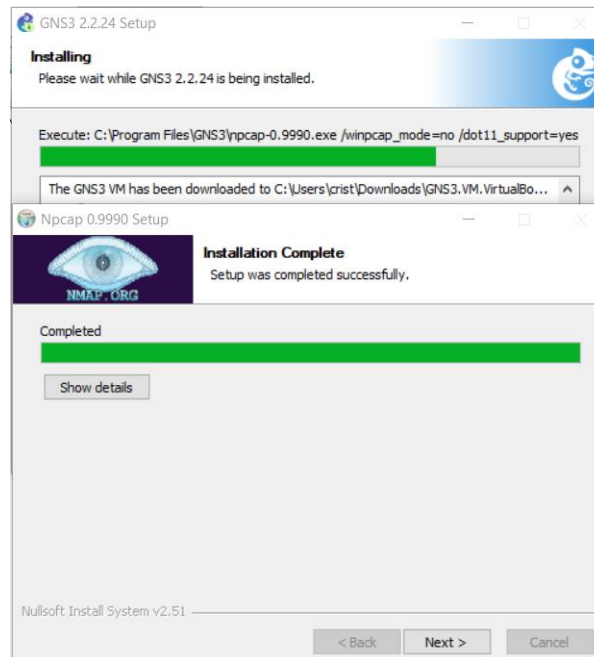 GNS3 2.2.24 Setup
Installing
Please wait while GNS3 2.2.24 is being installed.
Execute: C:\Program Files\GNS3\npcap-0.9990.exe /winpcap_mode=no /dot11_support=yes
The GNS3 VM has been downloaded to C:\Users\crist\Downloads\GNS3.VM.VirtualBo...
Npcap 0.9990 Setup
NMAP.ORG
Installation Complete
Setup was completed successfully.
Completed
Show details
Nullsoft Install System v2.51
< Back Next > Cancel